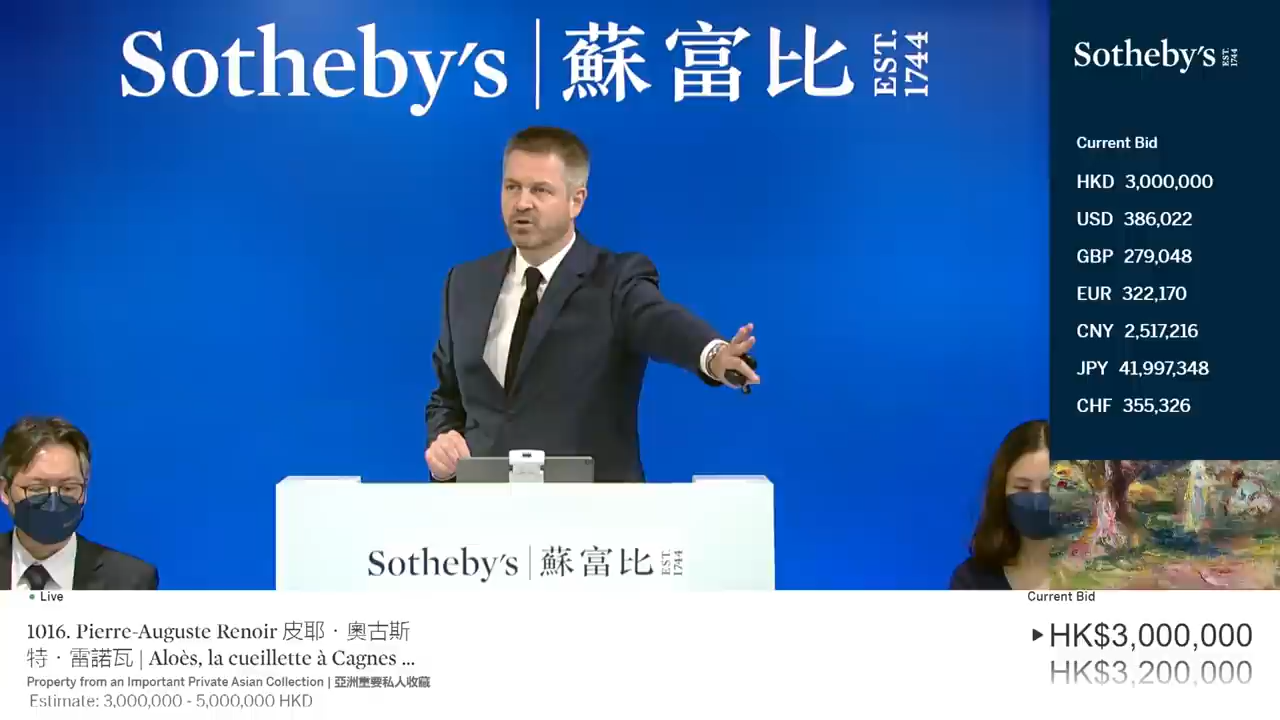 Sotheby's | 蘇富比 EST. 1744
Sotheby's EST. 1744
Current Bid
HKD 3,000,000
USD 386,022
GBP 279,048
EUR 322,170
CNY 2,517,216
JPY 41,997,348
CHF 355,326
Sotheby's | 蘇富比 EST. 1744
Live
Current Bid
1016. Pierre-Auguste Renoir 皮耶・奧古斯
特・雷諾瓦 | Aloès, la cueillette à Cagnes ...
Property from an Important Private Asian Collection | 亞洲重要私人收藏
Estimate: 3,000,000 - 5,000,000 HKD
HK$3,000,000
HK$3,200,000